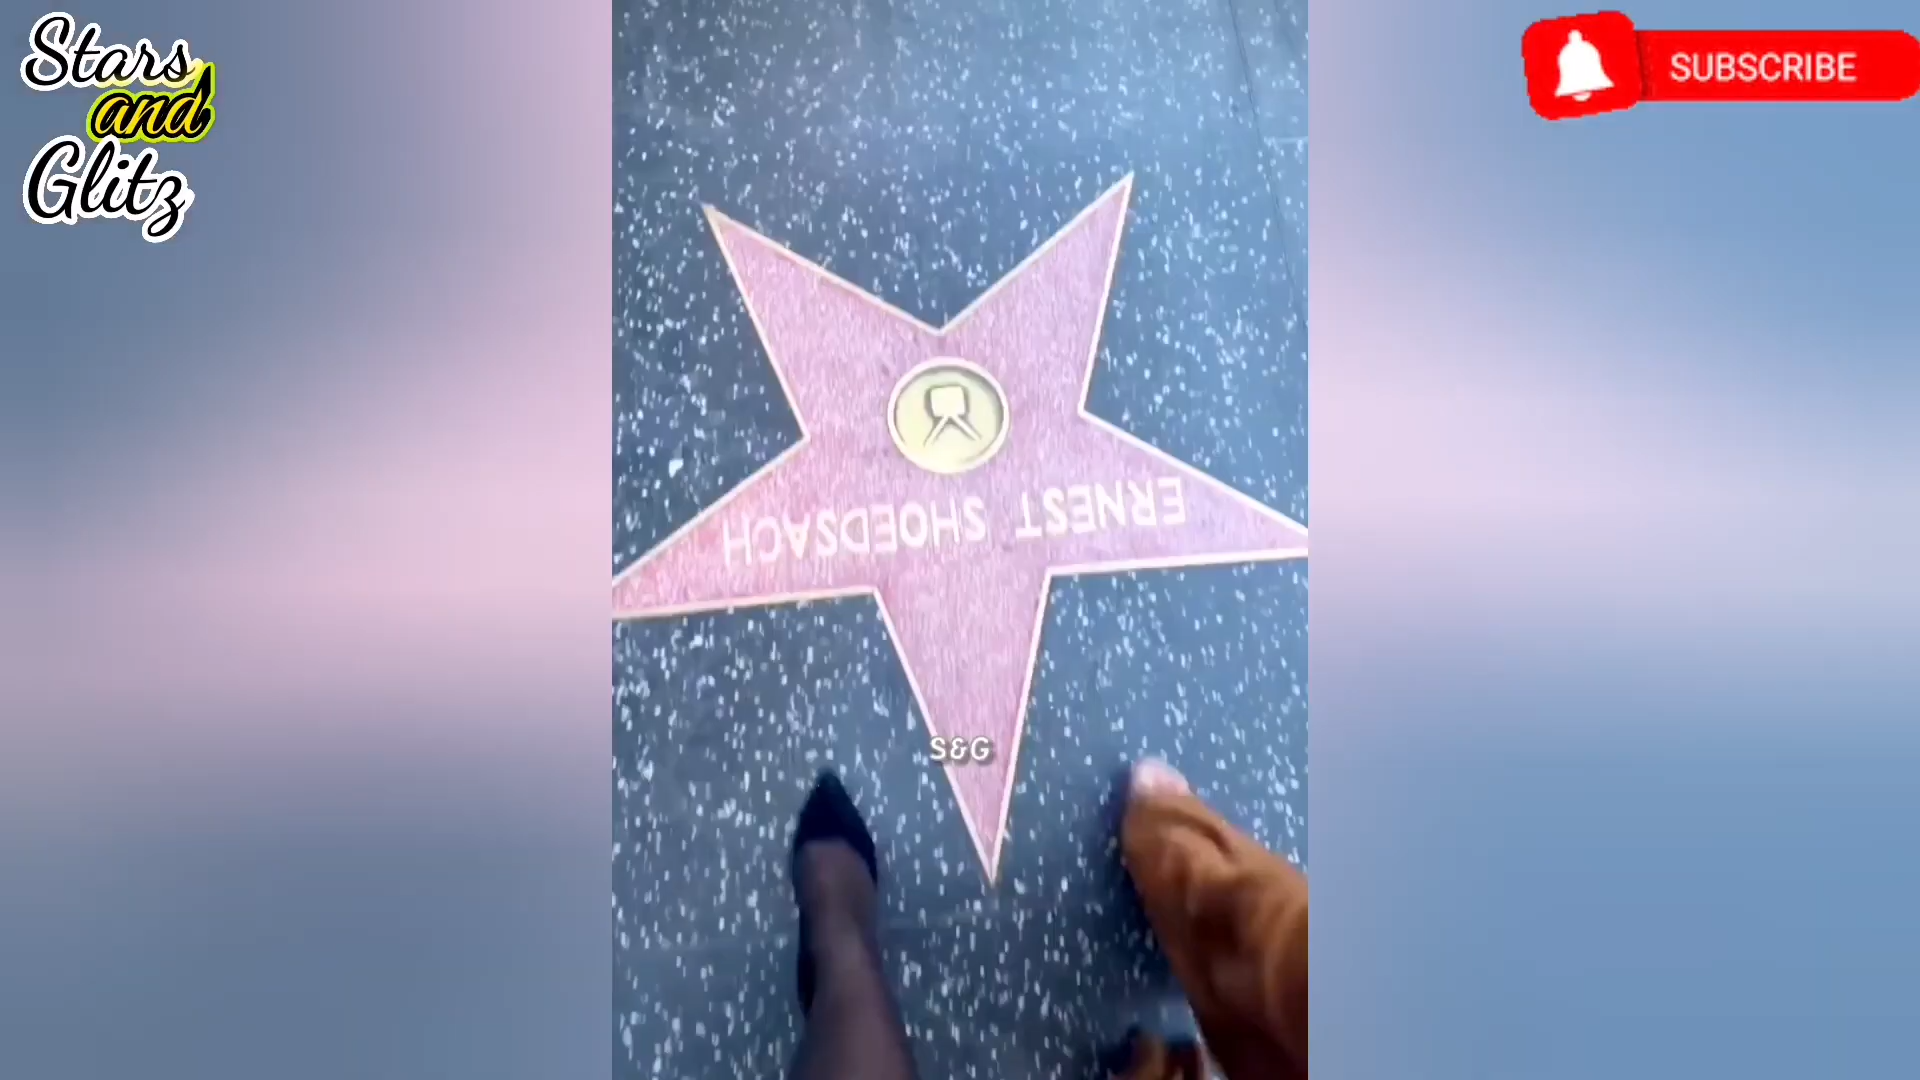 Stars
and
Glitz
SUBSCRIBE
ERNEST SHOEDSACH
S&G